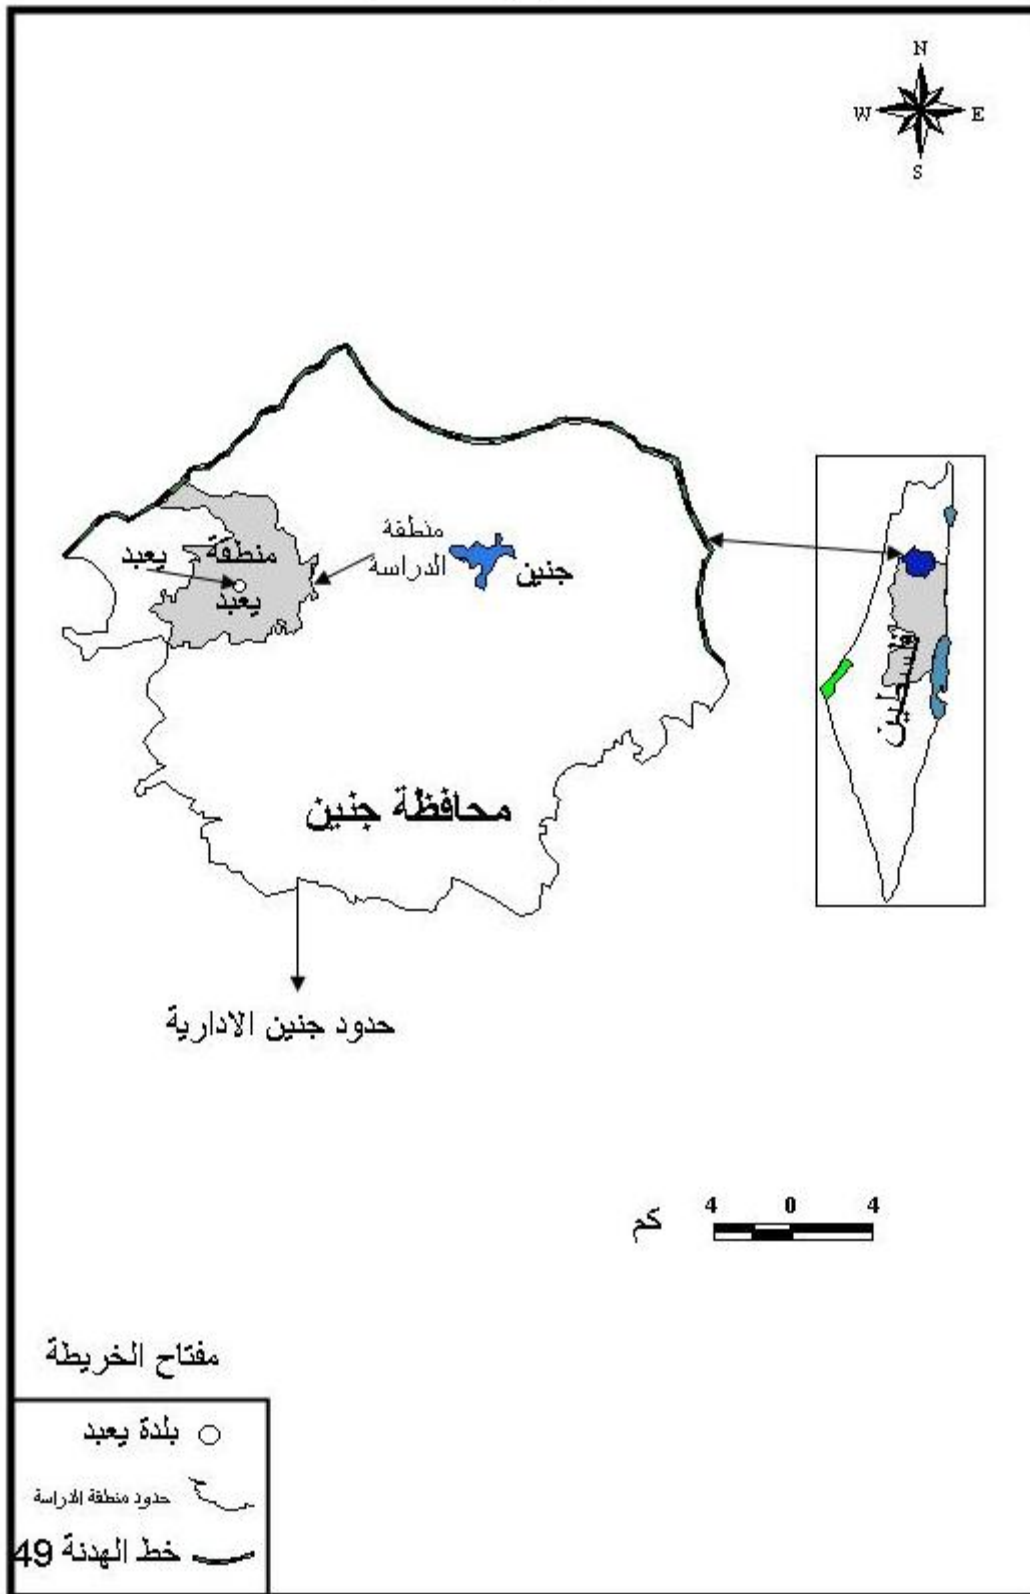 N
W E
S
منطقة
الدراسة
جنين
يعبد
منطقة
يعبد
فلسطين
محافظة جنين
حدود جنين الادارية
4 0 4
كم
مفتاح الخريطة
بلدة يعبد
حدود منطقة الدراسة
خط الهدنة 49